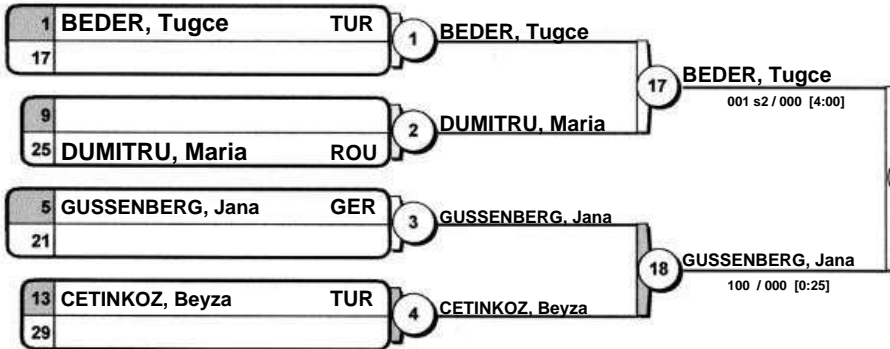 1 BEDER, Tugce TUR
17
1
BEDER, Tugce
9
25 DUMITRU, Maria ROU
2
DUMITRU, Maria
17
BEDER, Tugce
001 s2 / 000 [4:00]
5 GUSSENBERG, Jana GER
21
3
GUSSENBERG, Jana
13 CETINKOZ, Beyza TUR
29
4
CETINKOZ, Beyza
18
GUSSENBERG, Jana
100 / 000 [0:25]